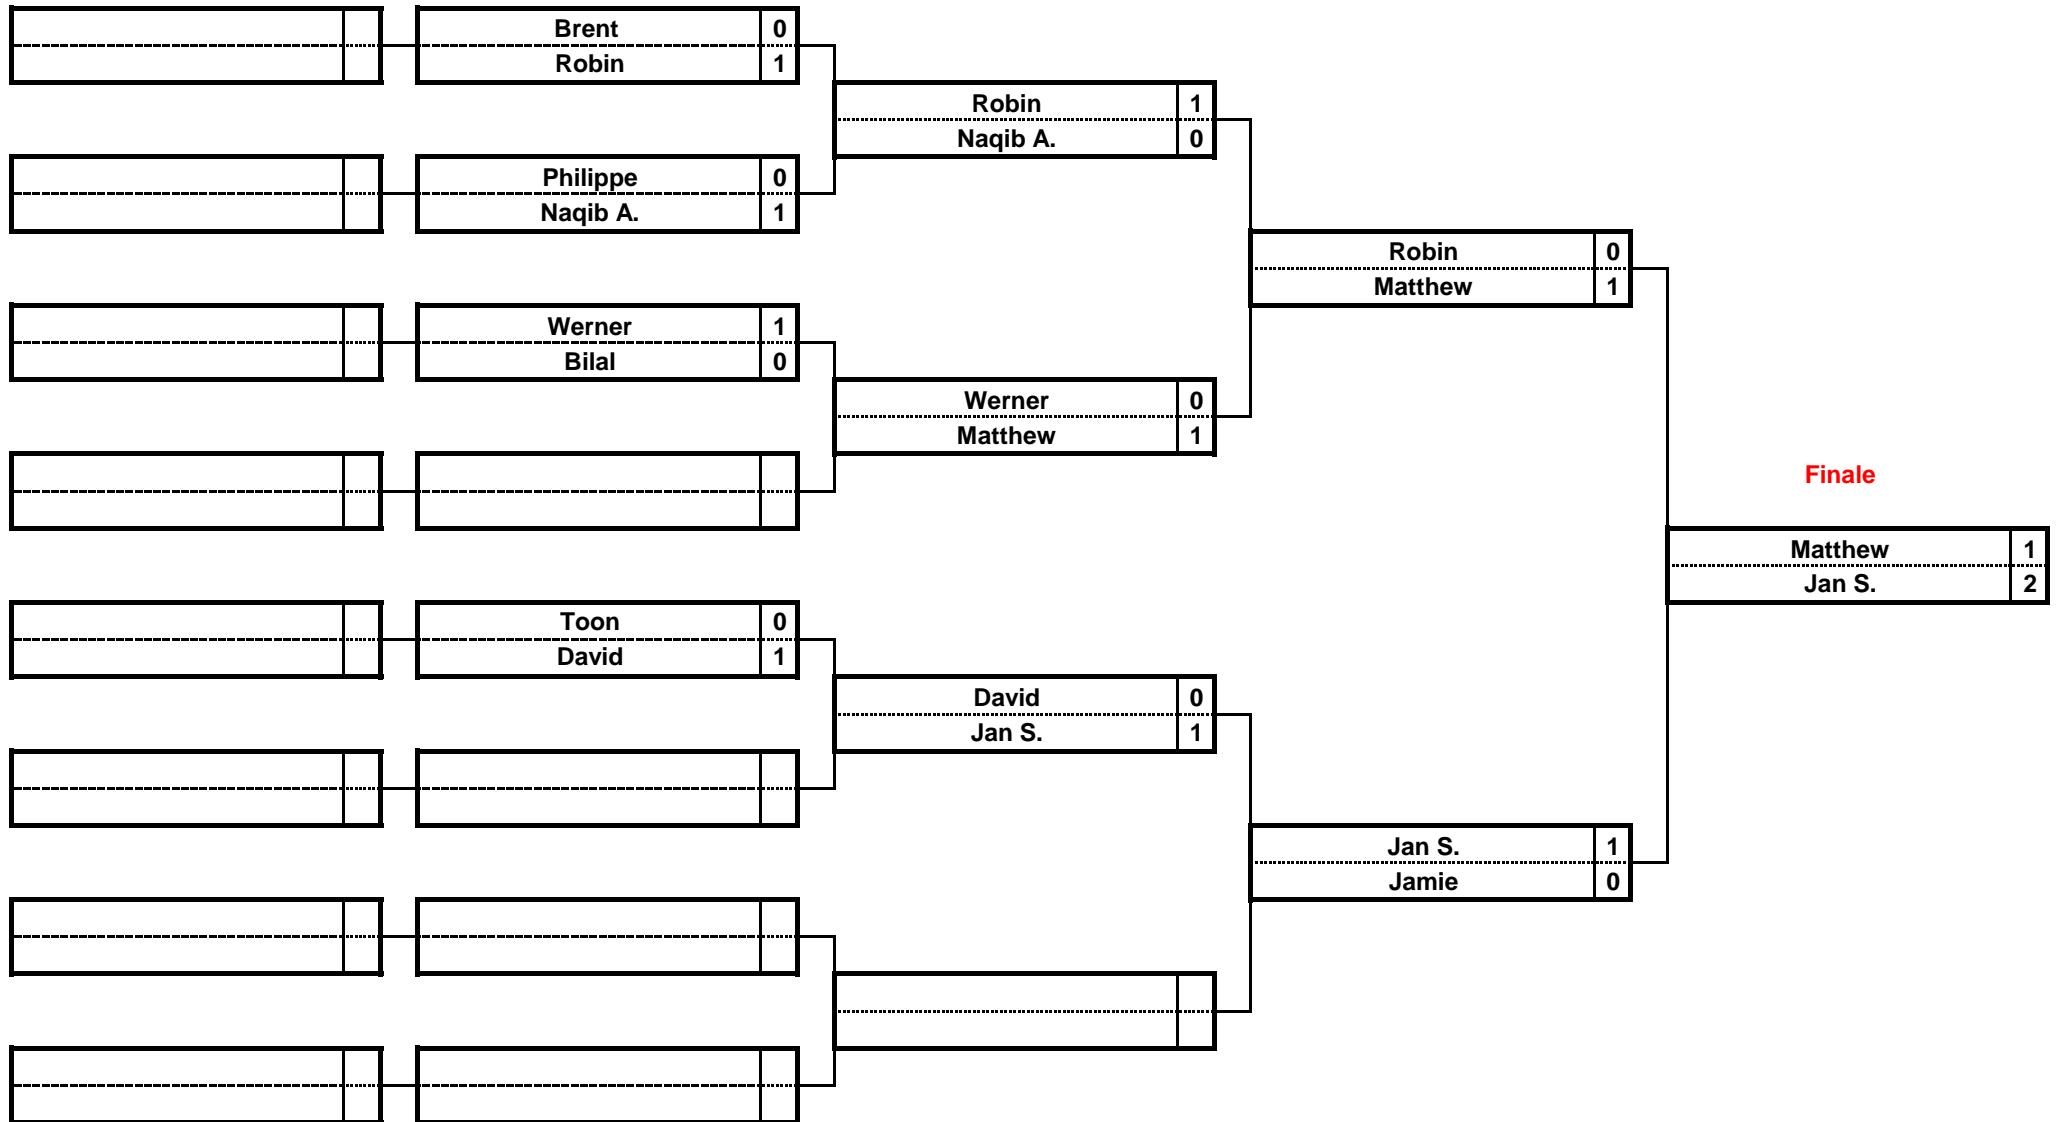 Brent 0
Robin 1
Robin 1
Naqib A. 0
Philippe 0
Naqib A. 1
Robin 0
Matthew 1
Werner 1
Bilal 0
Werner 0
Matthew 1
Finale
Matthew 1
Jan S. 2
Toon 0
David 1
David 0
Jan S. 1
Jan S. 1
Jamie 0